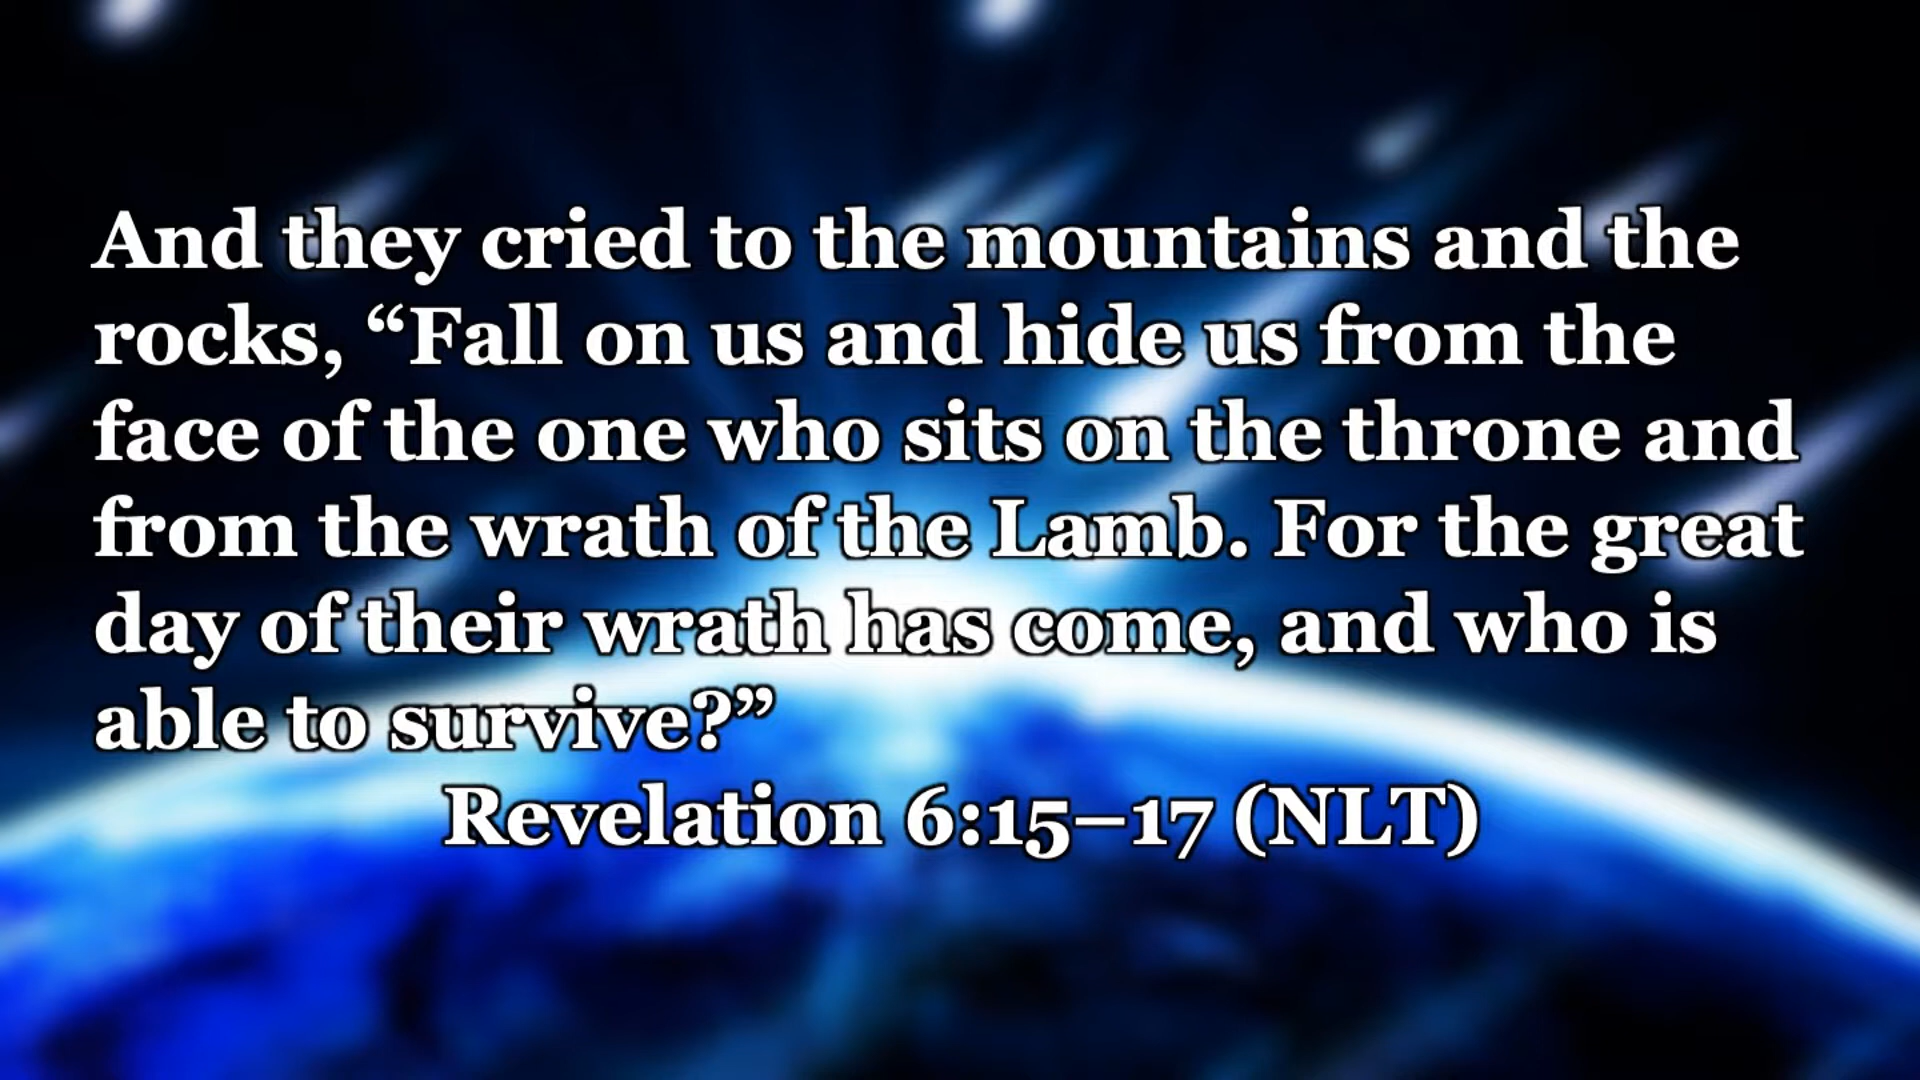 And they cried to the mountains and the
rocks, “Fall on us and hide us from the
face of the one who sits on the throne and
from the wrath of the Lamb. For the great
day of their wrath has come, and who is
able to survive?”
Revelation 6:15–17 (NLT)